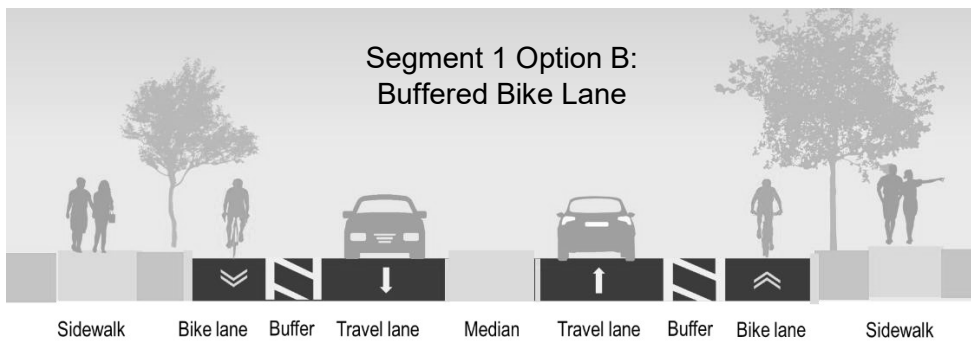 Segment 1 Option B:
Buffered Bike Lane
Sidewalk Bike lane Buffer Travel lane Median Travel lane Buffer Bike lane Sidewalk